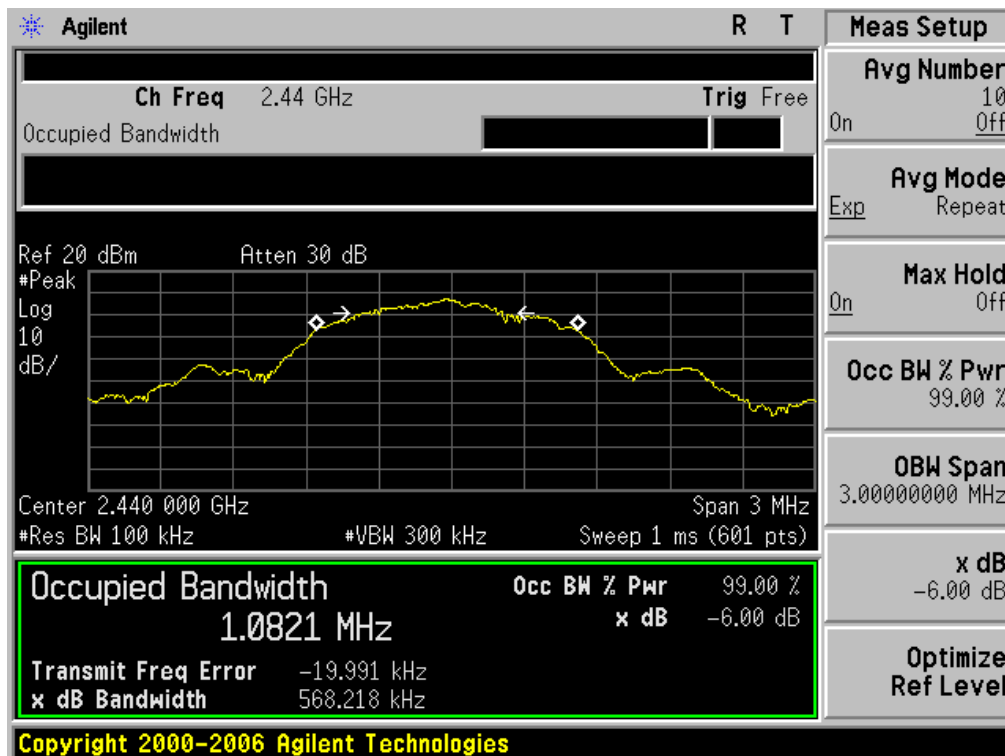 Agilent R T
Ch Freq 2.44 GHz Trig Free
Occupied Bandwidth
Ref 20 dBm Atten 30 dB
#Peak
Log
10
dB/
Center 2.440 000 GHz Span 3 MHz
#Res BW 100 kHz #VBW 300 kHz Sweep 1 ms (601 pts)
Occupied Bandwidth
1.0821 MHz
Occ BW % Pwr 99.00 %
x dB -6.00 dB
Transmit Freq Error -19.991 kHz
x dB Bandwidth 568.218 kHz
Copyright 2000-2006 Agilent Technologies
Meas Setup
Avg Number
10
On Off
Avg Mode
Exp Repeat
Max Hold
On Off
Occ BW % Pwr
99.00 %
OBW Span
3.00000000 MHz
x dB
-6.00 dB
Optimize
Ref Level